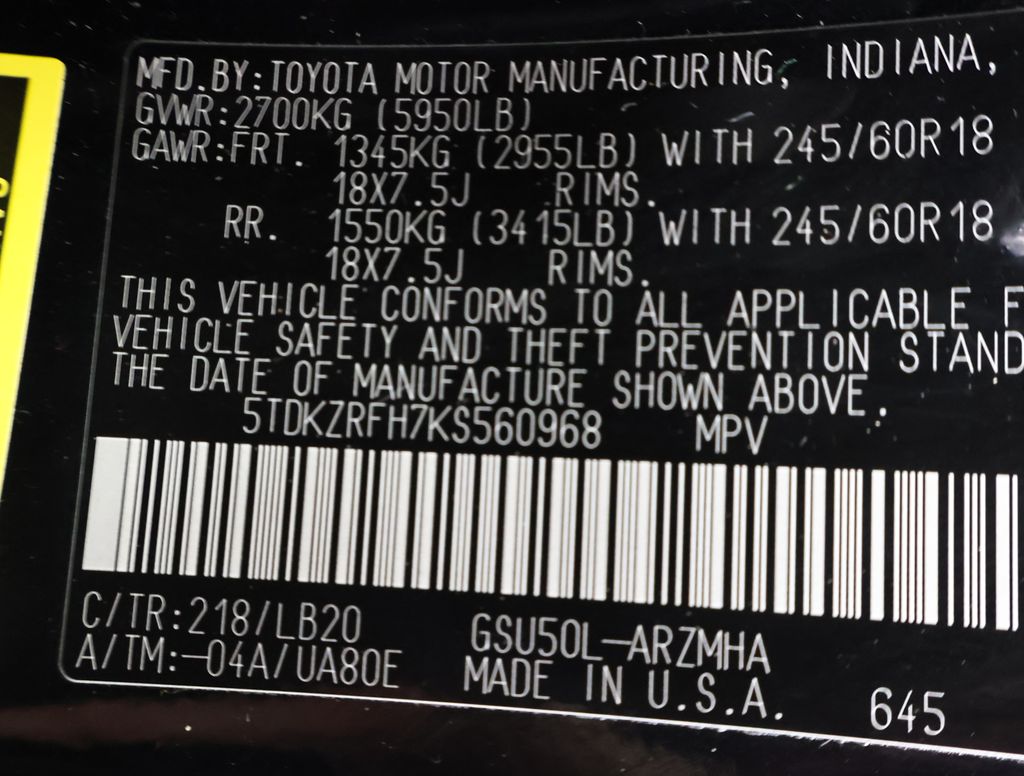 MFD.BY:TOYOTA MOTOR MANUFACTURING, INDIANA,
GVWR:2700KG (5950LB)
GAWR:FRT. 1345KG (2955LB) WITH 245/60R18
18X7.5J RIMS.
RR. 1550KG (3415LB) WITH 245/60R18
18X7.5J RIMS.
THIS VEHICLE CONFORMS TO ALL APPLICABLE F
VEHICLE SAFETY AND THEFT PREVENTION STAND
THE DATE OF MANUFACTURE SHOWN ABOVE.
5TDKZRFH7KS560968 MPV
C/TR:218/LB20
A/TM:-04A/UA80E
GSU50L-ARZMHA
MADE IN U.S.A.
645